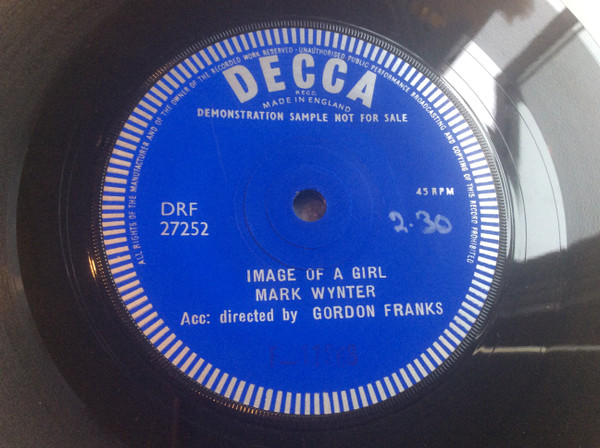 ALL RIGHTS OF THE MANUFACTURER AND OF THE OWNER OF THE RECORDED WORK RESERVED - UNAUTHORISED PUBLIC PERFORMANCE BROADCASTING AND COPYING OF THIS RECORD PROHIBITED
DECCA
REGD.
MADE IN ENGLAND
DEMONSTRATION SAMPLE NOT FOR SALE
45 RPM
DRF
27252
2.30
IMAGE OF A GIRL
MARK WYNTER
Acc: directed by GORDON FRANKS